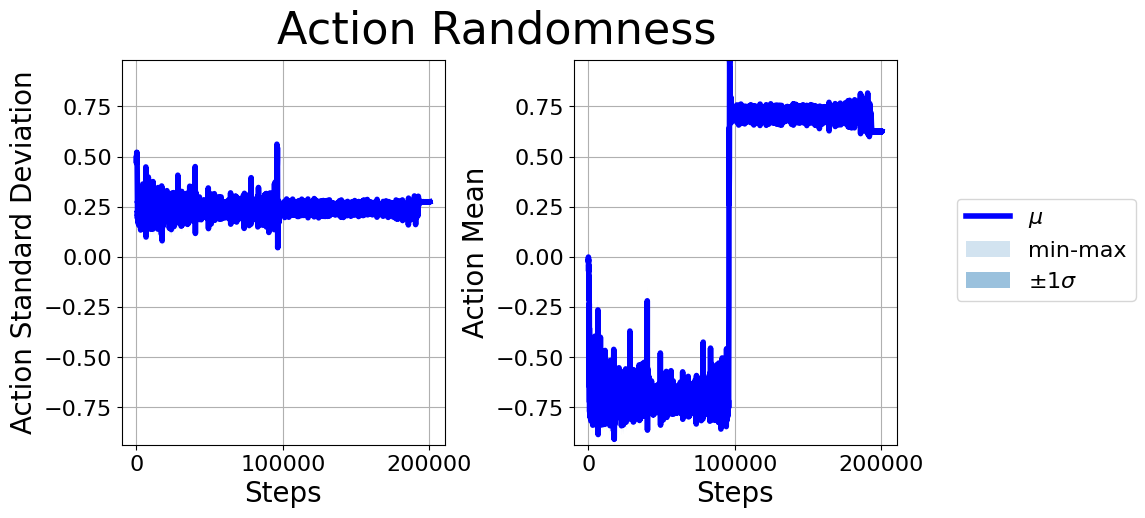 Action Randomness
Action Standard Deviation
0.75
0.50
0.25
0.00
−0.25
−0.50
−0.75
0
100000
200000
Steps
Action Mean
0.75
0.50
0.25
0.00
−0.25
−0.50
−0.75
0
100000
200000
Steps
μ
min-max
±1σ